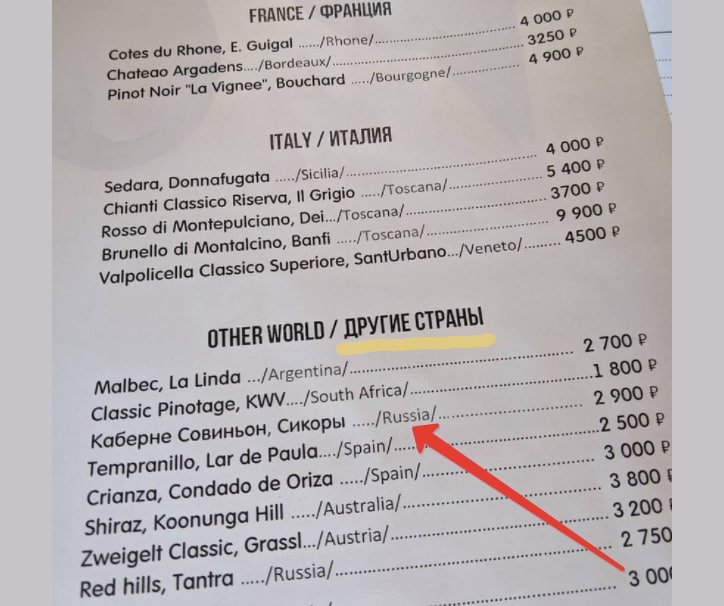 FRANCE / ФРАНЦИЯ
Cotes du Rhone, E. Guigal ....../Rhone/ 4 000 ₽
Chateao Argadens..../Bordeaux/ 3250 ₽
Pinot Noir "La Vignee", Bouchard ...../Bourgogne/ 4 900 ₽
ITALY / ИТАЛИЯ
Sedara, Donnafugata ...../Sicilia/ 4 000 ₽
Chianti Classico Riserva, Il Grigio ...../Toscana/ 5 400 ₽
Rosso di Montepulciano, Dei.../Toscana/ 3700 ₽
Brunello di Montalcino, Banfi ...../Toscana/ 9 900 ₽
Valpolicella Classico Superiore, SantUrbano.../Veneto/ 4500 ₽
OTHER WORLD / ДРУГИЕ СТРАНЫ
Malbec, La Linda .../Argentina/ 2 700 ₽
Classic Pinotage, KWV..../South Africa/ 1 800 ₽
Каберне Совиньон, Сикоры ...../Russia/ 2 900 ₽
Tempranillo, Lar de Paula..../Spain/ 2 500 ₽
Crianza, Condado de Oriza ...../Spain/ 3 000 ₽
Shiraz, Koonunga Hill ...../Australia/ 3 800 ₽
Zweigelt Classic, Grassl.../Austria/ 3 200 ₽
Red hills, Tantra ...../Russia/ 2 750
3 000